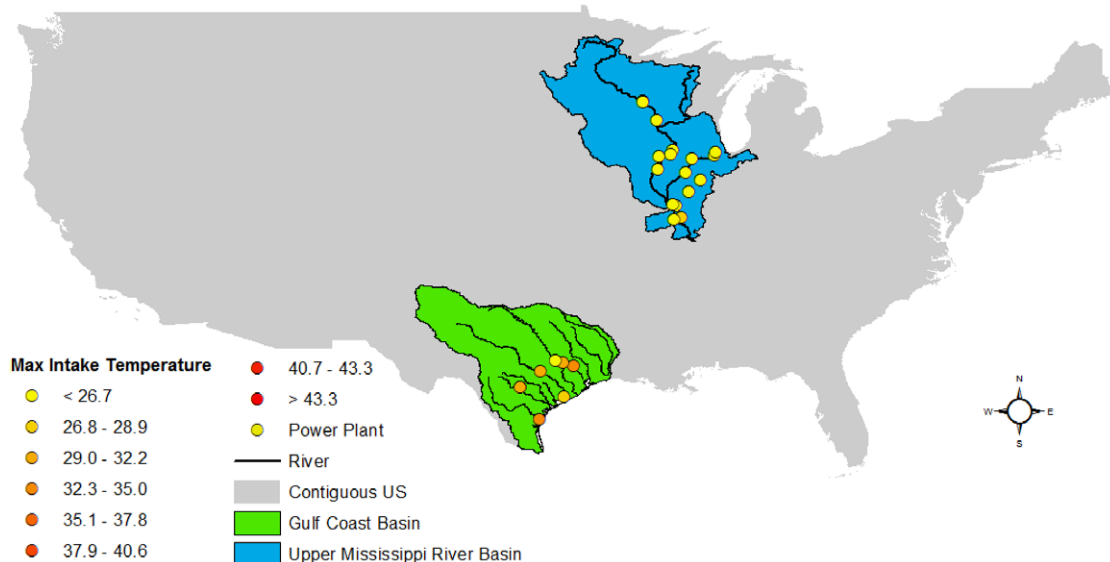 Max Intake Temperature
< 26.7
26.8 - 28.9
29.0 - 32.2
32.3 - 35.0
35.1 - 37.8
37.9 - 40.6
40.7 - 43.3
> 43.3
Power Plant
River
Contiguous US
Gulf Coast Basin
Upper Mississippi River Basin
N
W E
S